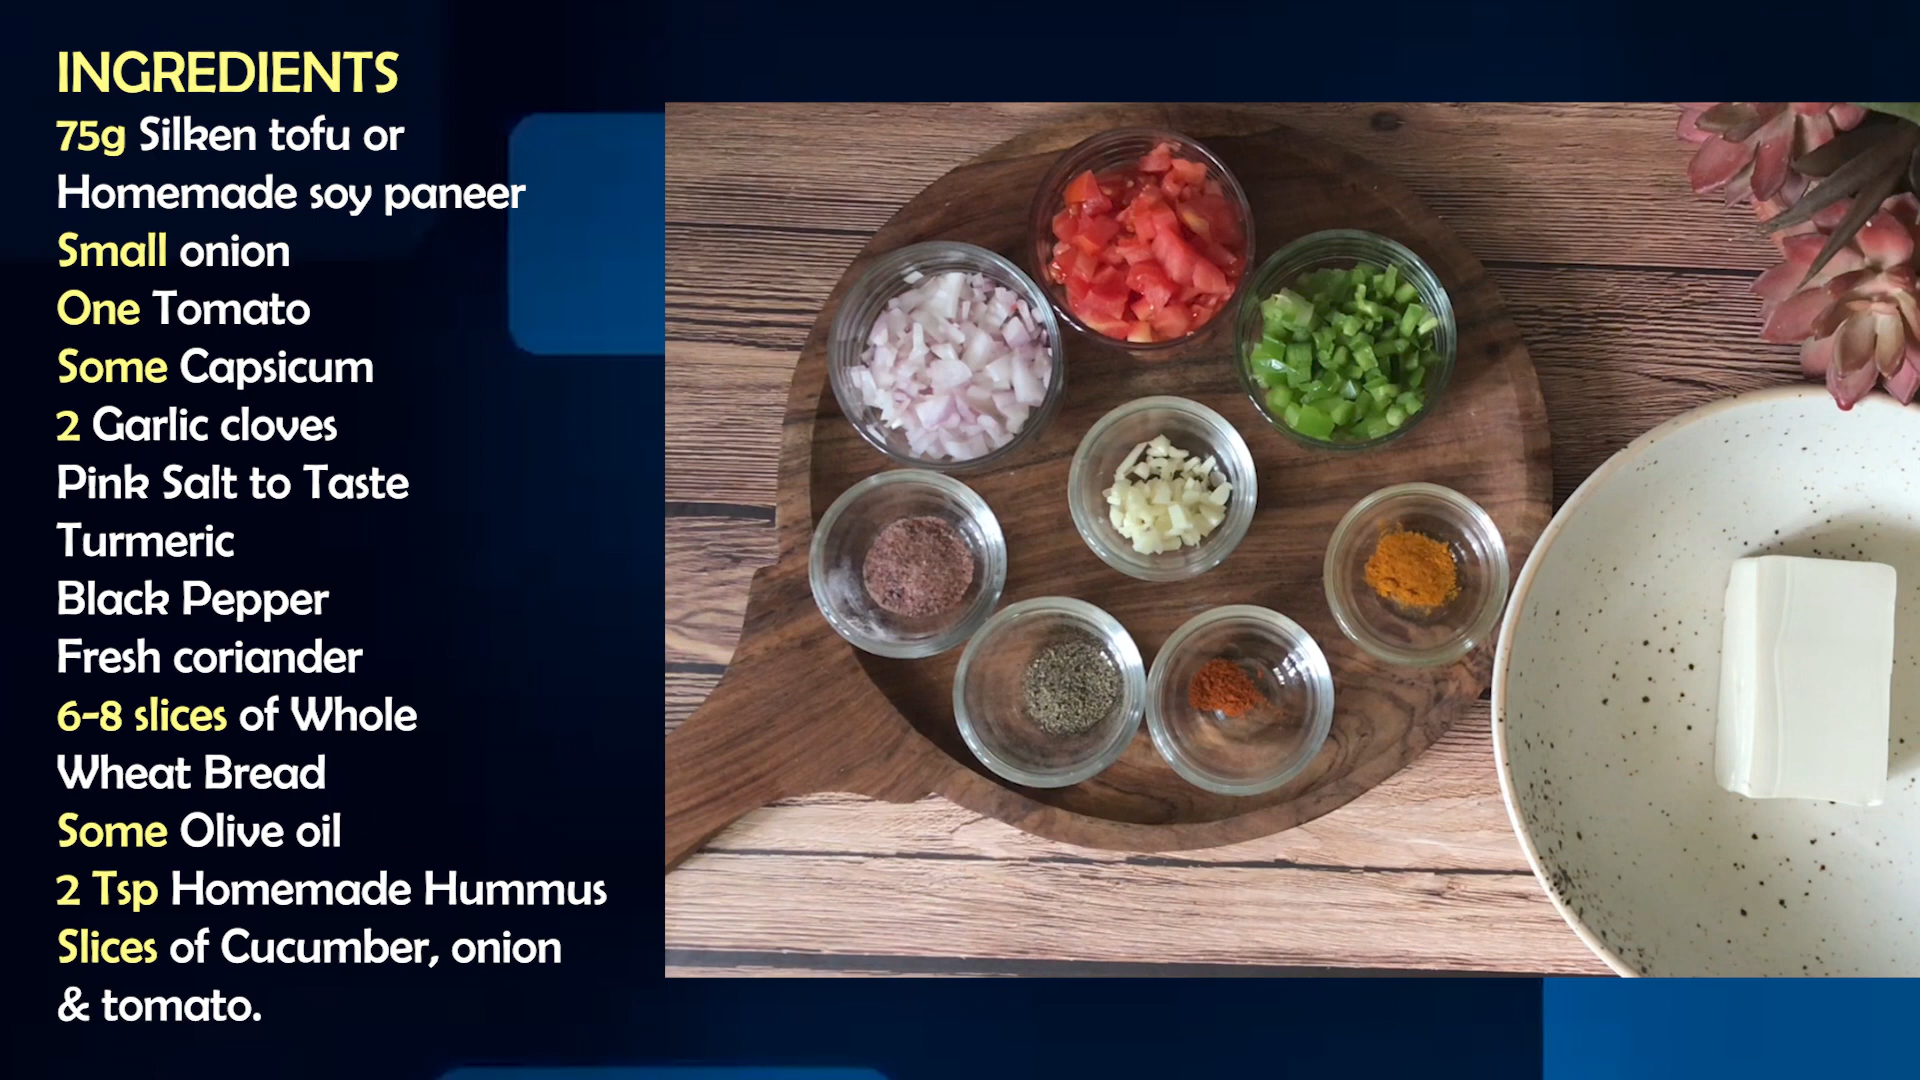 INGREDIENTS
75g Silken tofu or
Homemade soy paneer
Small onion
One Tomato
Some Capsicum
2 Garlic cloves
Pink Salt to Taste
Turmeric
Black Pepper
Fresh coriander
6-8 slices of Whole
Wheat Bread
Some Olive oil
2 Tsp Homemade Hummus
Slices of Cucumber, onion
& tomato.